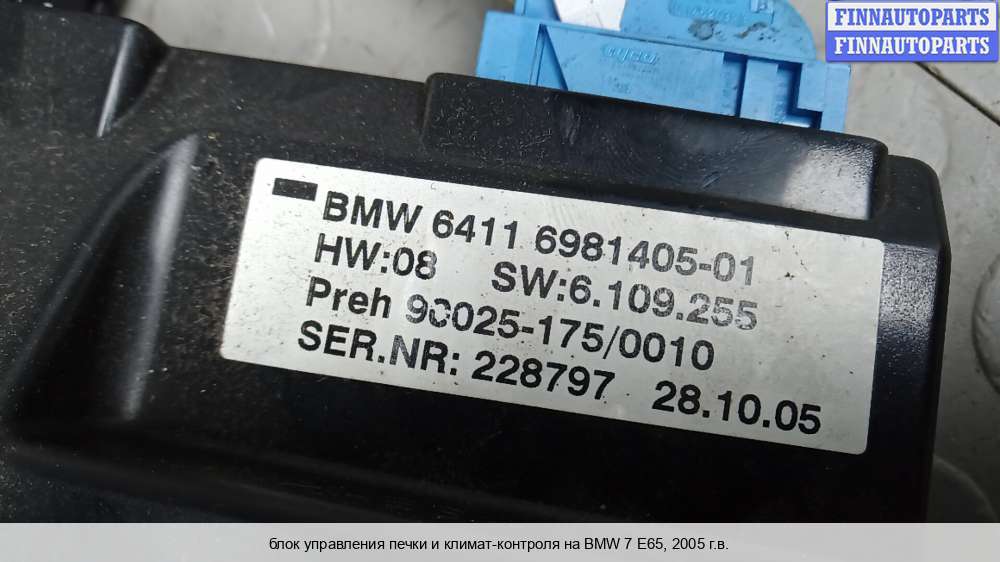 FINNAUTOPARTS
FINNAUTOPARTS
BMW 6411 6981405-01
HW:08 SW:6.109.255
Preh 90025-175/0010
SER.NR: 228797 28.10.05
блок управления печки и климат-контроля на BMW 7 E65, 2005 г.в.